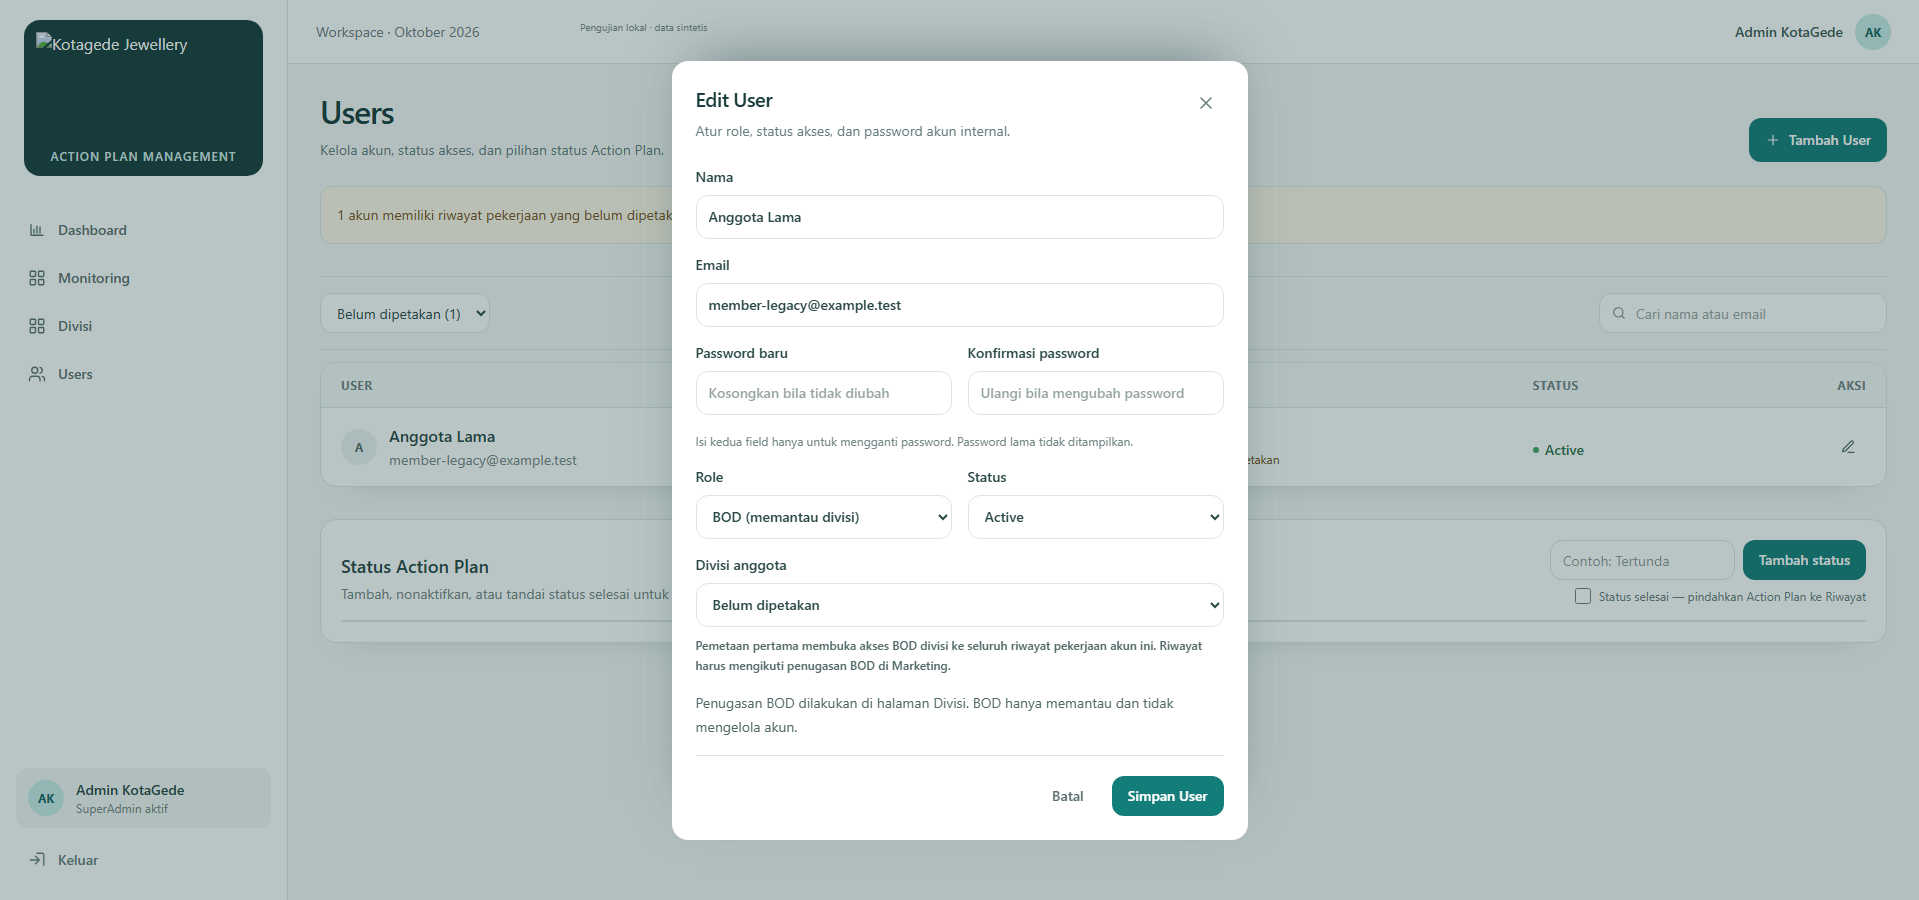 Kotagede Jewellery
ACTION PLAN MANAGEMENT
Dashboard
Monitoring
Divisi
Users
AK
Admin KotaGede
SuperAdmin aktif
Keluar
Workspace · Oktober 2026
Pengujian lokal · data sintetis
Admin KotaGede
AK
Users
Kelola akun, status akses, dan pilihan status Action Plan.
+ Tambah User
1 akun memiliki riwayat pekerjaan yang belum dipetak
Belum dipetakan (1)
Cari nama atau email
USER
STATUS
AKSI
A
Anggota Lama
member-legacy@example.test
etakan
Active
Status Action Plan
Tambah, nonaktifkan, atau tandai status selesai untuk
Contoh: Tertunda
Tambah status
Status selesai — pindahkan Action Plan ke Riwayat
Edit User
Atur role, status akses, dan password akun internal.
Nama
Anggota Lama
Email
member-legacy@example.test
Password baru
Konfirmasi password
Kosongkan bila tidak diubah
Ulangi bila mengubah password
Isi kedua field hanya untuk mengganti password. Password lama tidak ditampilkan.
Role
Status
BOD (memantau divisi)
Active
Divisi anggota
Belum dipetakan
Pemetaan pertama membuka akses BOD divisi ke seluruh riwayat pekerjaan akun ini. Riwayat
harus mengikuti penugasan BOD di Marketing.
Penugasan BOD dilakukan di halaman Divisi. BOD hanya memantau dan tidak
mengelola akun.
Batal
Simpan User